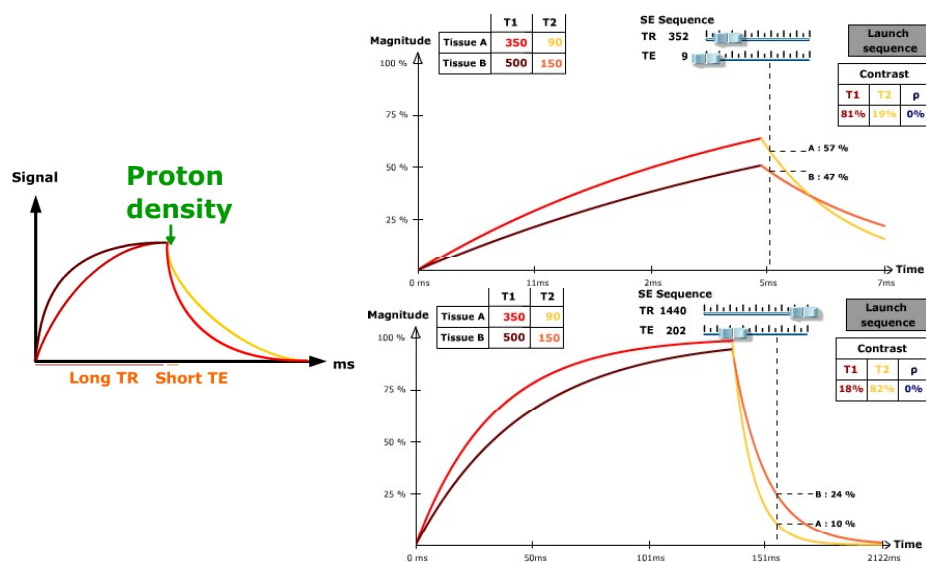 Signal
Proton
density
ms
Long TR Short TE
T1 T2
Tissue A 350 90
Tissue B 500 150
SE Sequence
TR 352
TE 9
Launch
sequence
Contrast
T1 T2 ρ
81% 19% 0%
Magnitude
100 %
75 %
50 %
25 %
A : 57 %
B : 47 %
Time
0 ms 11ms 2ms 5ms 7ms
T1 T2
Tissue A 350 90
Tissue B 500 150
SE Sequence
TR 1440
TE 202
Launch
sequence
Contrast
T1 T2 ρ
18% 82% 0%
Magnitude
100 %
75 %
50 %
25 %
B : 24 %
A : 10 %
Time
0 ms 50ms 101ms 151ms 2122ms